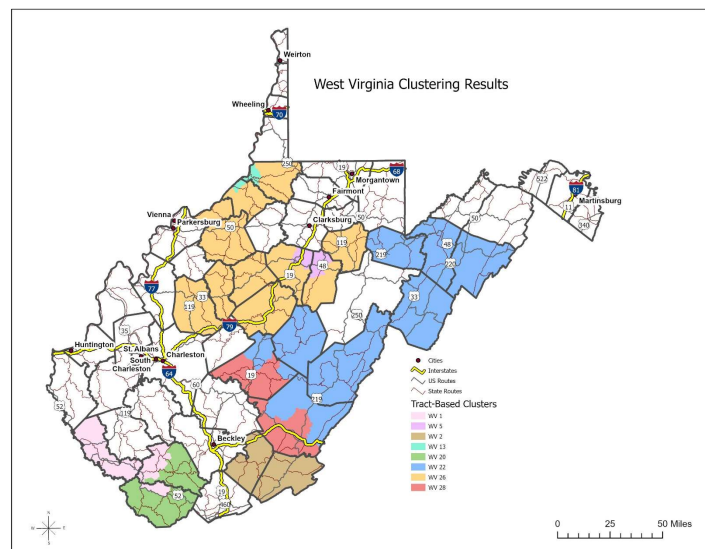 Weirton
West Virginia Clustering Results
Wheeling
70
250
19
68
Morgantown
Fairmont
522
81
Martinsburg
11
340
50
50
Vienna
Parkersburg
50
Clarksburg
119
219
48
220
19
48
77
33
119
33
79
250
35
Huntington
St. Albans
South
Charleston
Charleston
64
19
60
219
52
119
Beckley
52
19
460
Cities
Interstates
US Routes
State Routes
Tract-Based Clusters
WV 1
WV 5
WV 2
WV 13
WV 20
WV 22
WV 26
WV 28
N
W
E
S
0 25 50 Miles